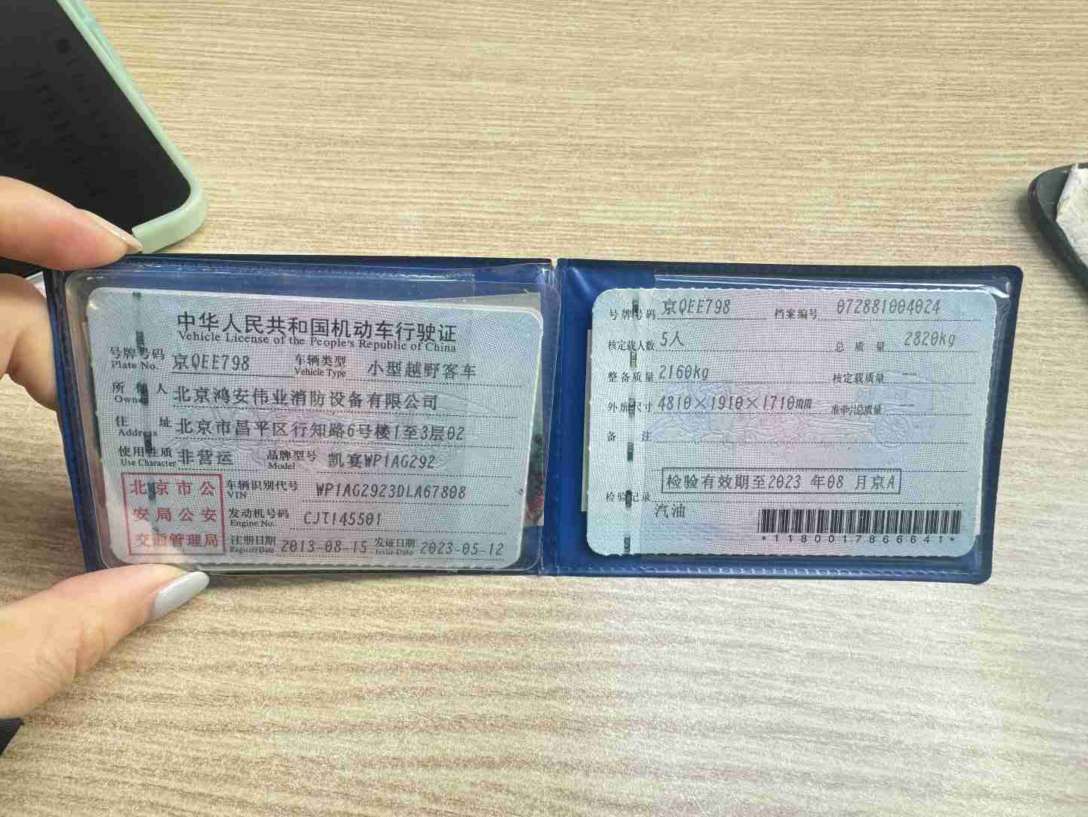 中华人民共和国机动车行驶证
Vehicle License of the People's Republic of China
号牌号码 京QEE798 车辆类型 小型越野客车
Plate No. Vehicle Type
所有人 北京鸿安伟业消防设备有限公司
Owner
住址 北京市昌平区行知路6号楼1至3层02
Address
使用性质 非营运 品牌型号 凯宴WP1AG292
Use Character Model
北京市公安局公安交通管理局
车辆识别代号 WP1AG2923DLA67808
VIN
发动机号码 CJT145501
Engine No.
注册日期 2013-08-15 发证日期 2023-05-12
Register Date Issue Date
号牌号码 京QEE798 档案编号 072881004024
核定载人数 5人 总质量 2820kg
整备质量 2160kg 核定载质量 --
外廓尺寸 4810×1910×1710 准牵引总质量 --
备注
检验有效期至2023年08月京A
检验记录
汽油
*1180017866641*